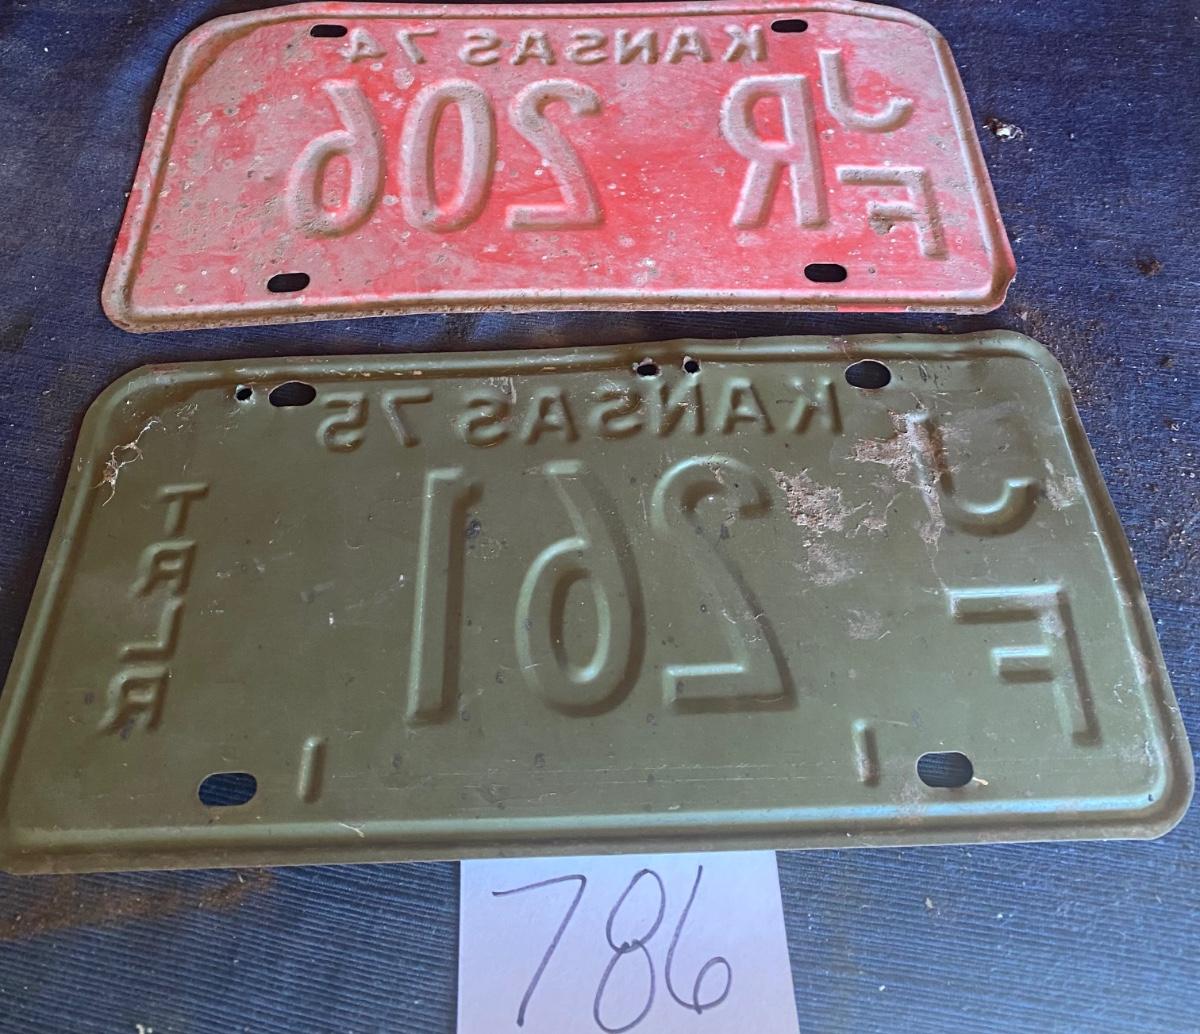 KANSAS 74
JF R 206
KANSAS 75
JF 261 TRLR
786